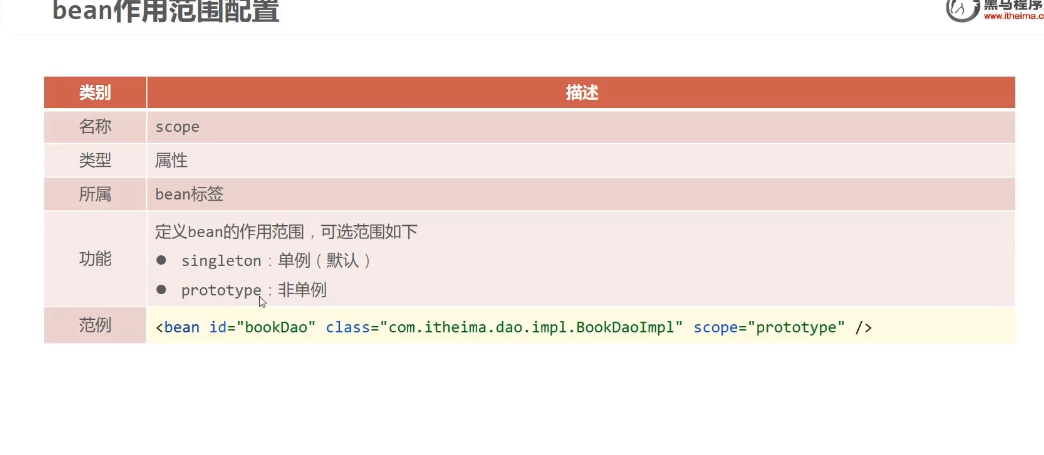 bean作用范围配置
黑马程序
www.itheima.c
类别 描述
名称 scope
类型 属性
所属 bean标签
功能 定义bean的作用范围，可选范围如下
● singleton：单例（默认）
● prototype：非单例
范例 <bean id="bookDao" class="com.itheima.dao.impl.BookDaoImpl" scope="prototype" />